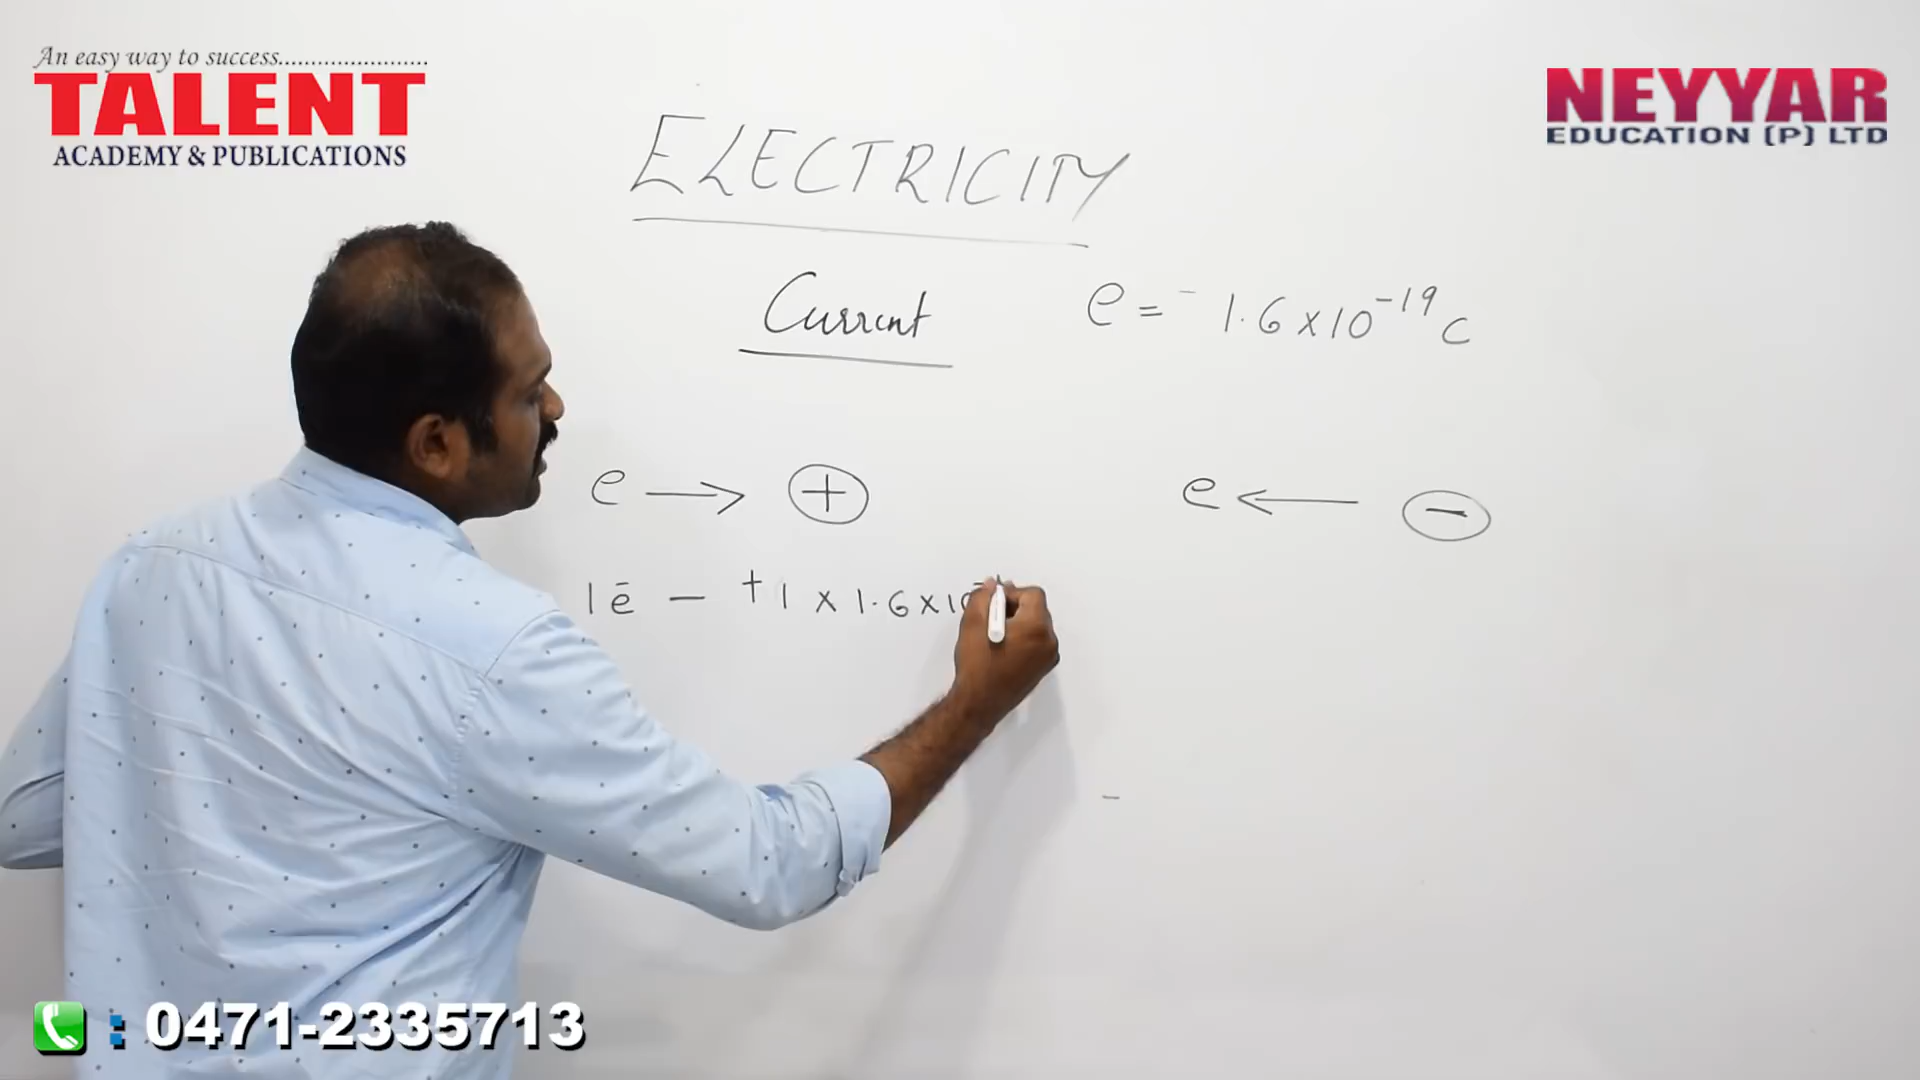 An easy way to success.......................
TALENT
ACADEMY & PUBLICATIONS
NEYYAR
EDUCATION (P) LTD
ELECTRICITY
Current
e = - 1.6 x 10⁻¹⁹ C
e → ⊕
e ← ⊖
1 ē — +1 x 1.6 x 10
: 0471-2335713